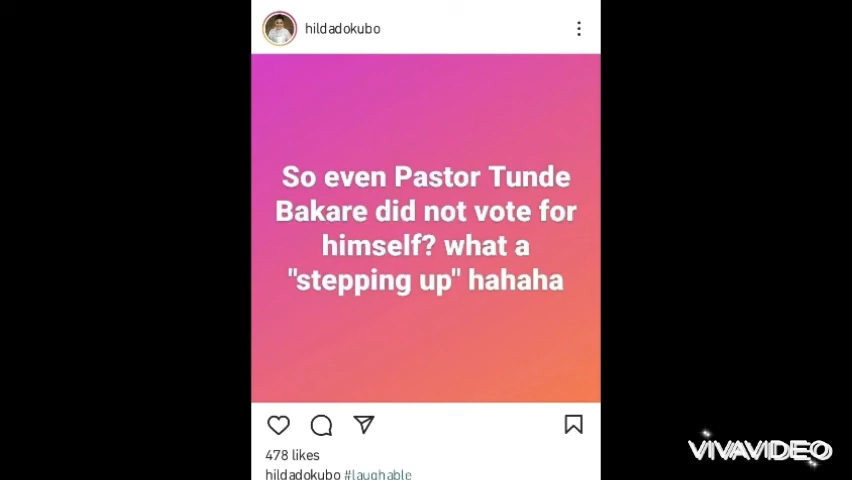 hildadokubo
So even Pastor Tunde
Bakare did not vote for
himself? what a
"stepping up" hahaha
478 likes
hildadokubo #laughable
VIVAVIDEO